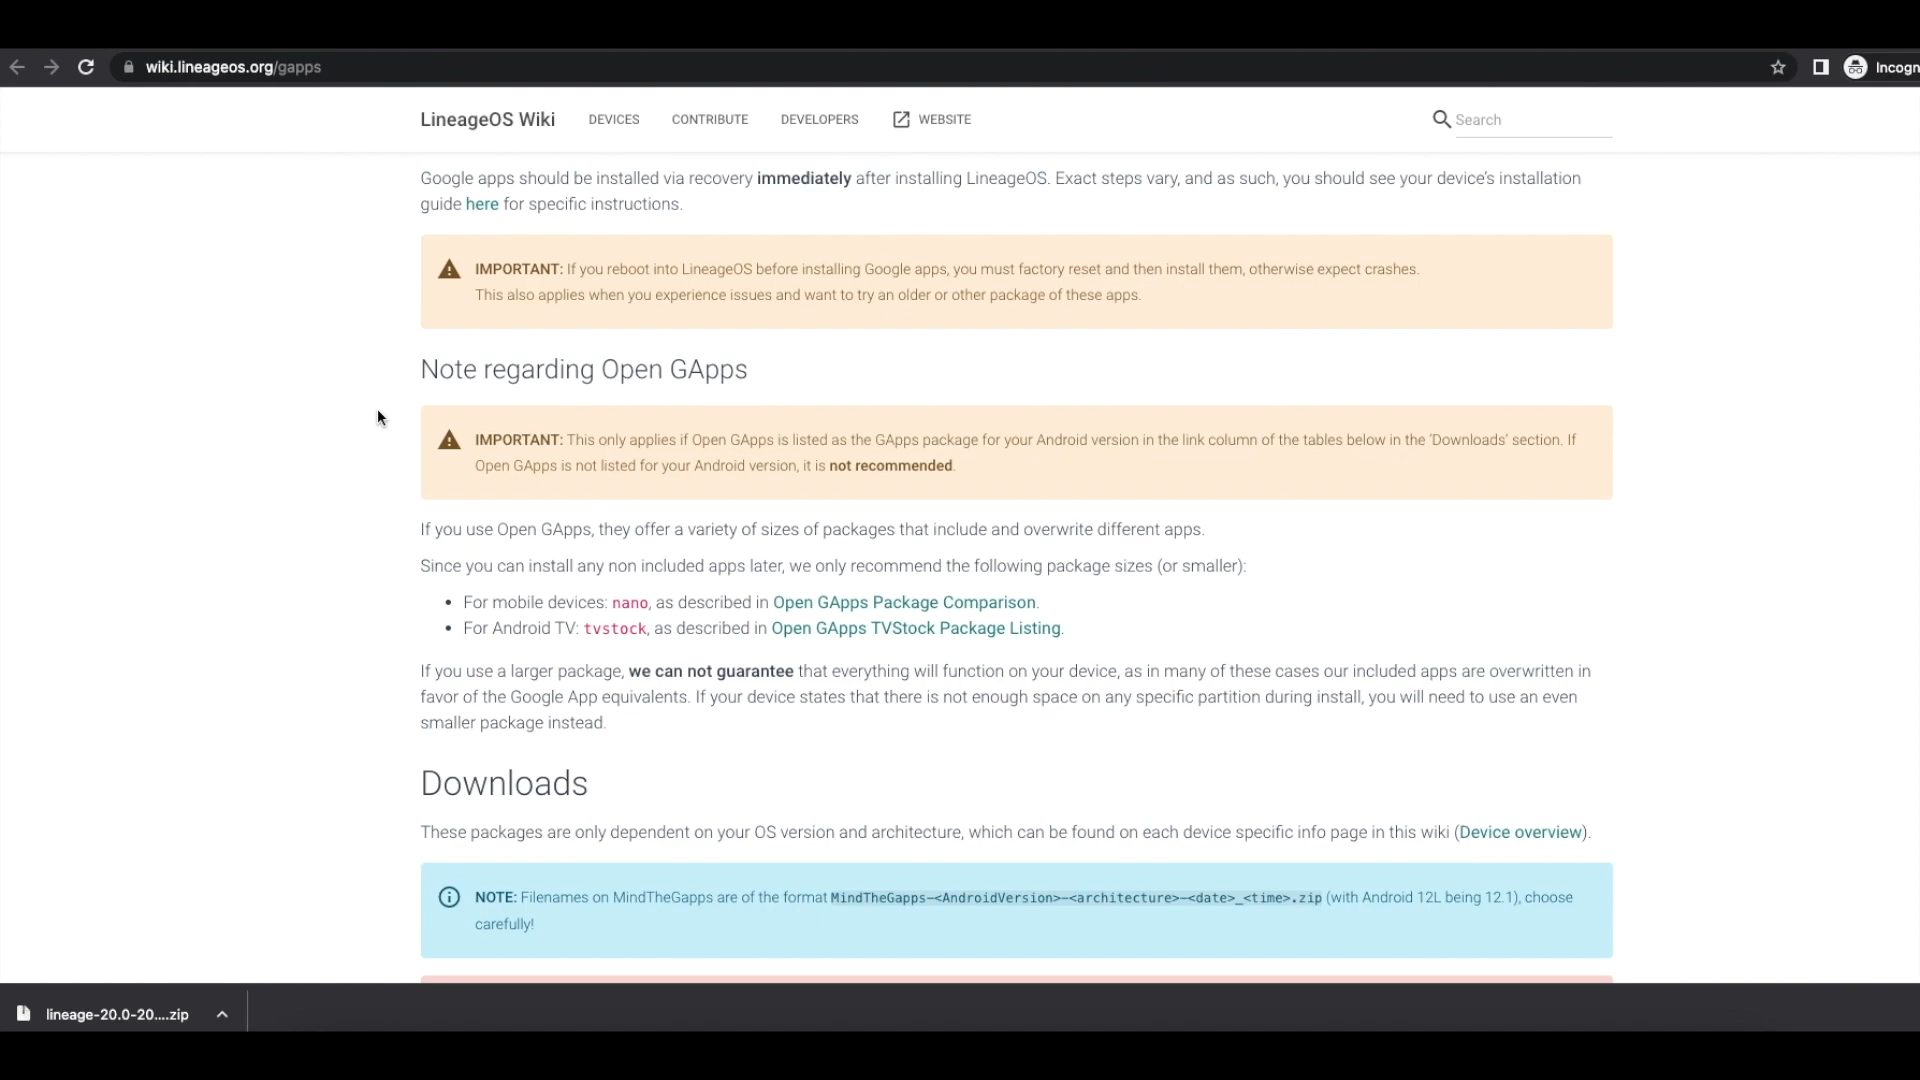 wiki.lineageos.org/gapps
Incogn
LineageOS Wiki DEVICES CONTRIBUTE DEVELOPERS WEBSITE Search
Google apps should be installed via recovery immediately after installing LineageOS. Exact steps vary, and as such, you should see your device's installation
guide here for specific instructions.
IMPORTANT: If you reboot into LineageOS before installing Google apps, you must factory reset and then install them, otherwise expect crashes.
This also applies when you experience issues and want to try an older or other package of these apps.
Note regarding Open GApps
IMPORTANT: This only applies if Open GApps is listed as the GApps package for your Android version in the link column of the tables below in the 'Downloads' section. If
Open GApps is not listed for your Android version, it is not recommended.
If you use Open GApps, they offer a variety of sizes of packages that include and overwrite different apps.
Since you can install any non included apps later, we only recommend the following package sizes (or smaller):
• For mobile devices: nano, as described in Open GApps Package Comparison.
• For Android TV: tvstock, as described in Open GApps TVStock Package Listing.
If you use a larger package, we can not guarantee that everything will function on your device, as in many of these cases our included apps are overwritten in
favor of the Google App equivalents. If your device states that there is not enough space on any specific partition during install, you will need to use an even
smaller package instead.
Downloads
These packages are only dependent on your OS version and architecture, which can be found on each device specific info page in this wiki (Device overview).
NOTE: Filenames on MindTheGapps are of the format MindTheGapps-<AndroidVersion>-<architecture>-<date>_<time>.zip (with Android 12L being 12.1), choose
carefully!
lineage-20.0-20....zip